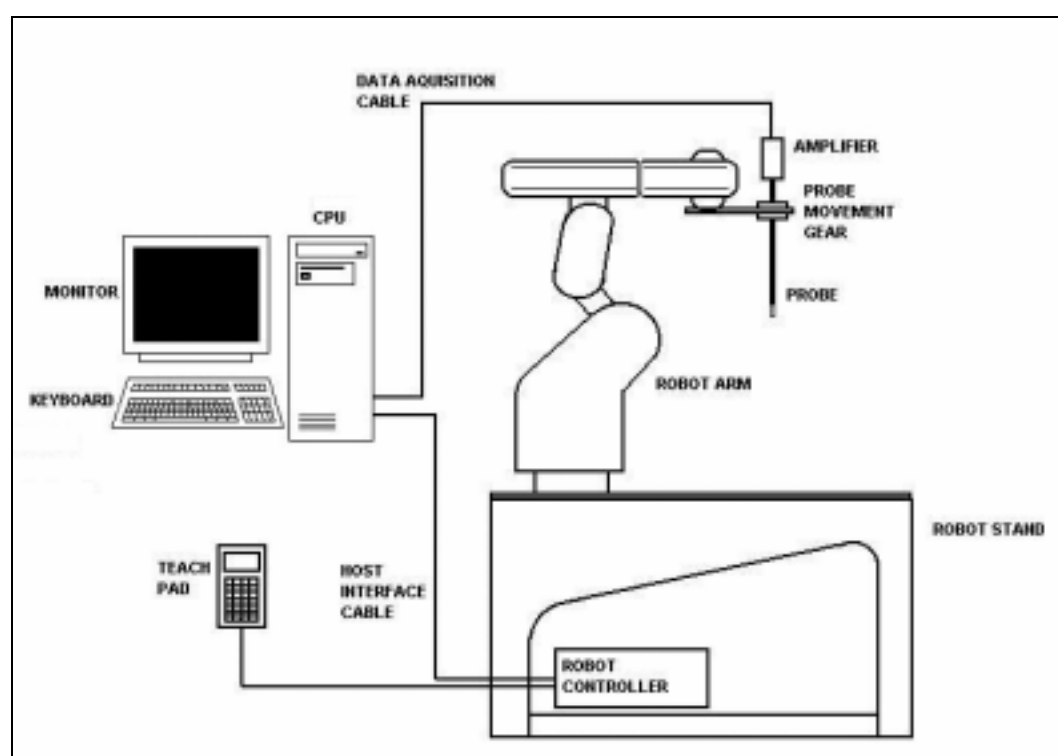 DATA AQUISITION
CABLE
AMPLIFIER
PROBE
MOVEMENT
GEAR
CPU
MONITOR
PROBE
KEYBOARD
ROBOT ARM
ROBOT STAND
TEACH
PAD
HOST
INTERFACE
CABLE
ROBOT
CONTROLLER